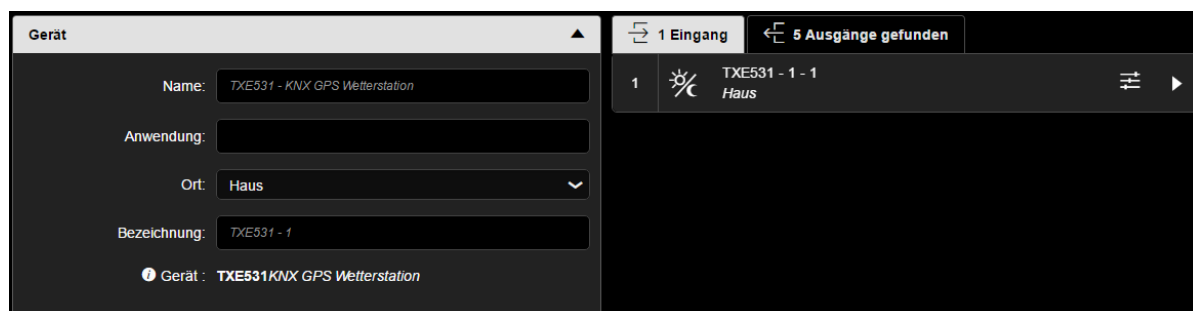 Gerät
Name: TXE531 - KNX GPS Wetterstation
Anwendung:
Ort: Haus
Bezeichnung: TXE531 - 1
Gerät : TXE531KNX GPS Wetterstation
1 Eingang
5 Ausgänge gefunden
1 TXE531 - 1 - 1
Haus